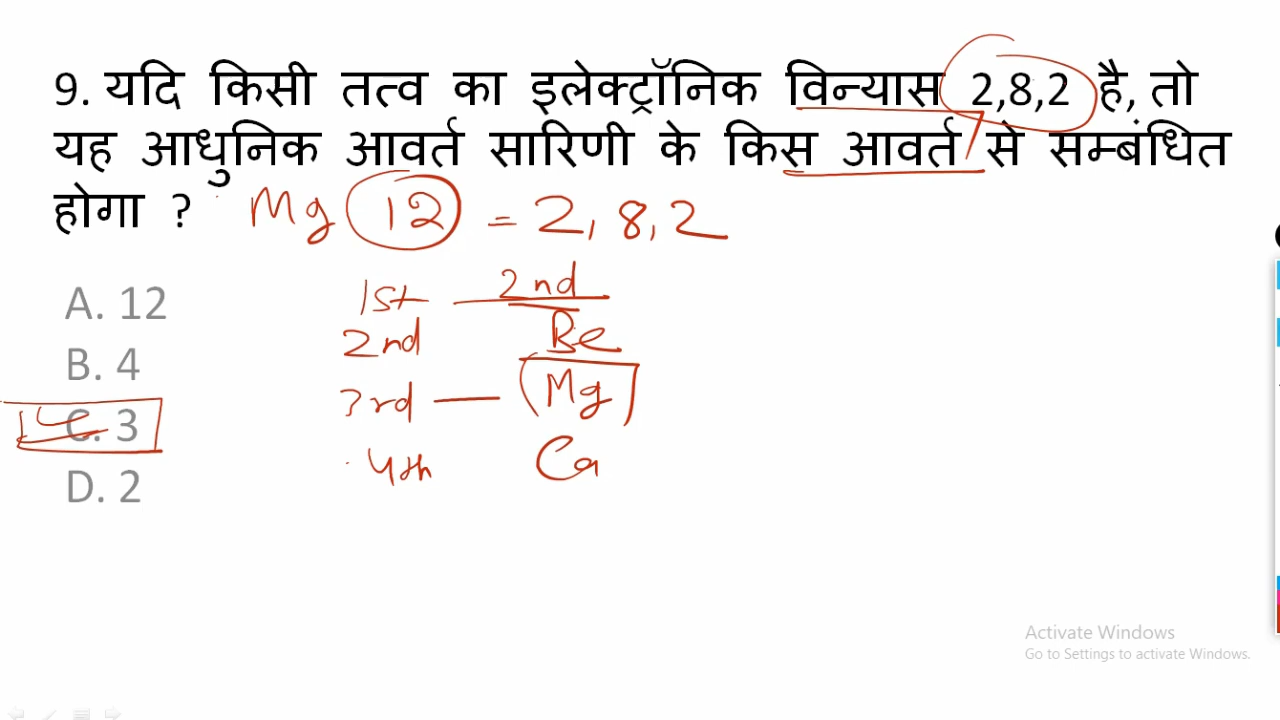 9. यदि किसी तत्व का इलेक्ट्रॉनिक विन्यास 2,8,2 है, तो
यह आधुनिक आवर्त सारिणी के किस आवर्त से सम्बंधित
होगा ?
Mg 12 = 2, 8, 2
A. 12
B. 4
C. 3
D. 2
1st 2nd
2nd Be
3rd — Mg
4th Ca
Activate Windows
Go to Settings to activate Windows.